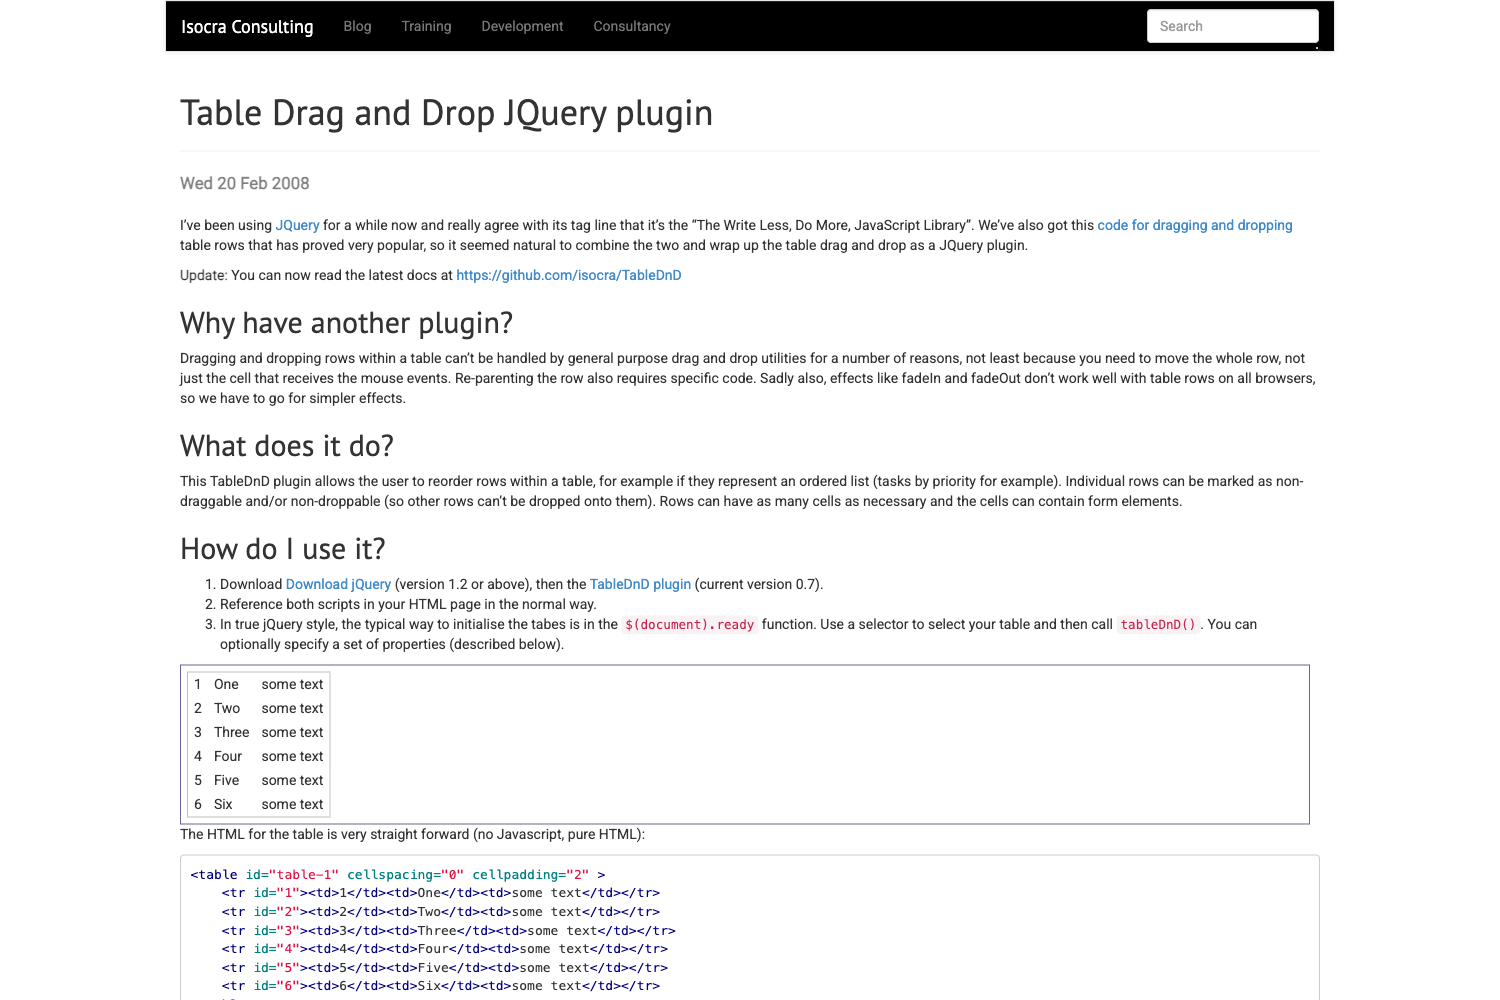 Isocra Consulting Blog Training Development Consultancy Search
Table Drag and Drop JQuery plugin
Wed 20 Feb 2008
I’ve been using JQuery for a while now and really agree with its tag line that it’s the “The Write Less, Do More, JavaScript Library”. We’ve also got this code for dragging and dropping
table rows that has proved very popular, so it seemed natural to combine the two and wrap up the table drag and drop as a JQuery plugin.
Update: You can now read the latest docs at https://github.com/isocra/TableDnD
Why have another plugin?
Dragging and dropping rows within a table can’t be handled by general purpose drag and drop utilities for a number of reasons, not least because you need to move the whole row, not
just the cell that receives the mouse events. Re-parenting the row also requires specific code. Sadly also, effects like fadeIn and fadeOut don’t work well with table rows on all browsers,
so we have to go for simpler effects.
What does it do?
This TableDnD plugin allows the user to reorder rows within a table, for example if they represent an ordered list (tasks by priority for example). Individual rows can be marked as non-
draggable and/or non-droppable (so other rows can’t be dropped onto them). Rows can have as many cells as necessary and the cells can contain form elements.
How do I use it?
1. Download Download jQuery (version 1.2 or above), then the TableDnD plugin (current version 0.7).
2. Reference both scripts in your HTML page in the normal way.
3. In true jQuery style, the typical way to initialise the tabes is in the $(document).ready function. Use a selector to select your table and then call tableDnD() . You can
optionally specify a set of properties (described below).
1 One some text
2 Two some text
3 Three some text
4 Four some text
5 Five some text
6 Six some text
The HTML for the table is very straight forward (no Javascript, pure HTML):
<table id="table-1" cellspacing="0" cellpadding="2" >
<tr id="1"><td>1</td><td>One</td><td>some text</td></tr>
<tr id="2"><td>2</td><td>Two</td><td>some text</td></tr>
<tr id="3"><td>3</td><td>Three</td><td>some text</td></tr>
<tr id="4"><td>4</td><td>Four</td><td>some text</td></tr>
<tr id="5"><td>5</td><td>Five</td><td>some text</td></tr>
<tr id="6"><td>6</td><td>Six</td><td>some text</td></tr>